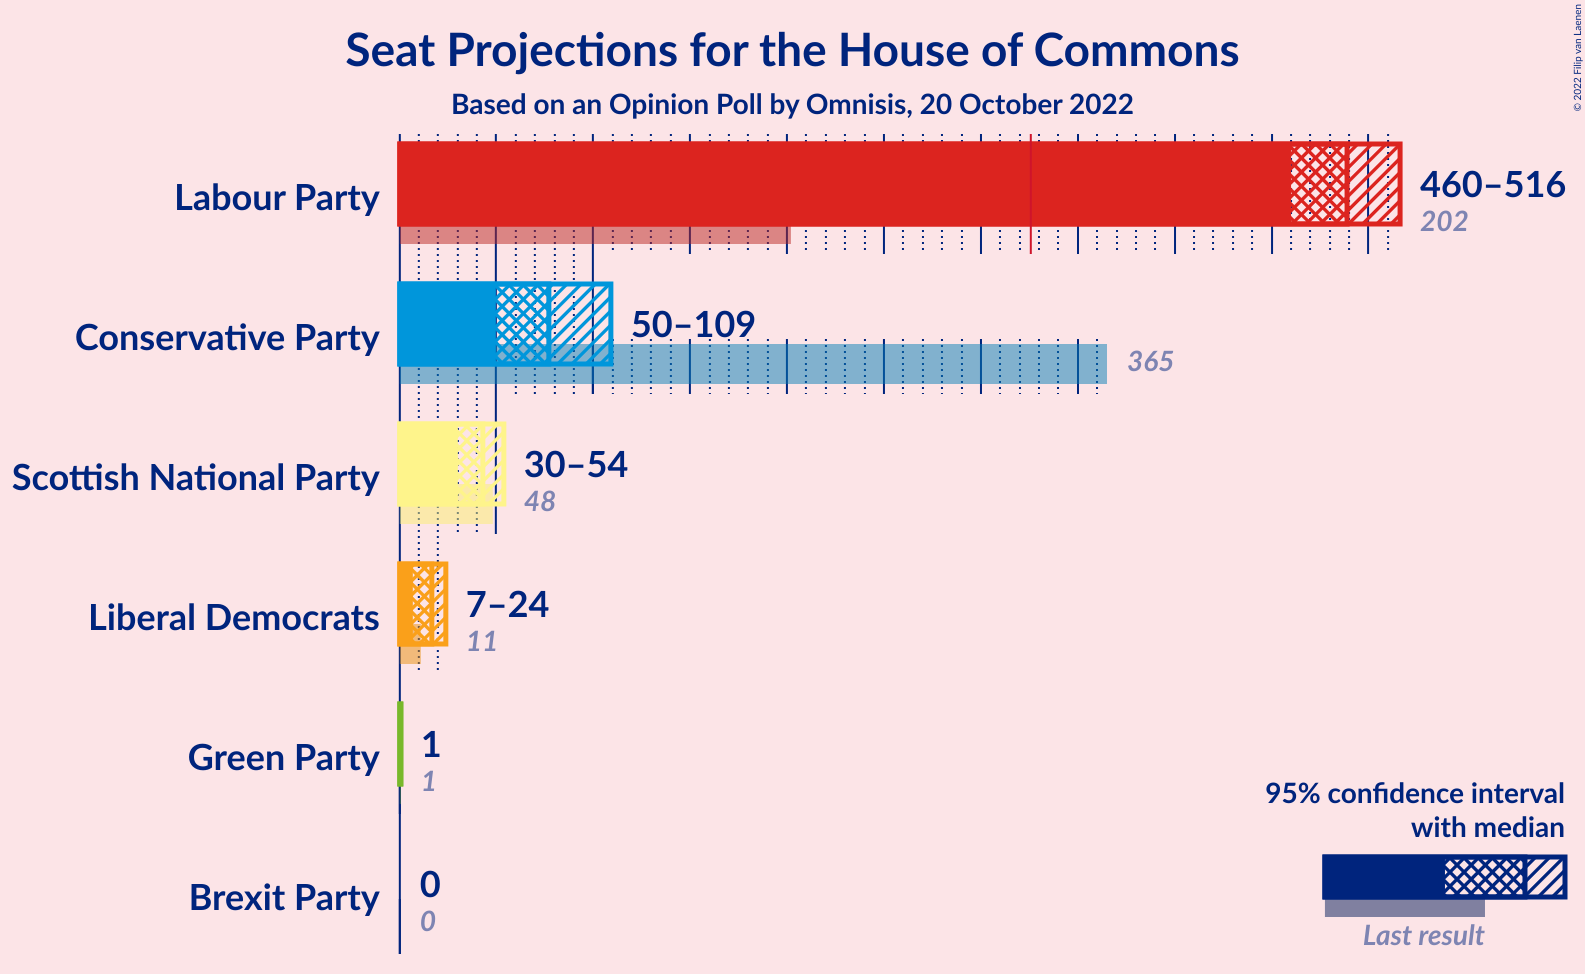 Seat Projections for the House of Commons
Based on an Opinion Poll by Omnisis, 20 October 2022
© 2022 Filip van Laenen
Labour Party
460–516
202
Conservative Party
50–109
365
Scottish National Party
30–54
48
Liberal Democrats
7–24
11
Green Party
1
1
Brexit Party
0
0
95% confidence interval
with median
Last result